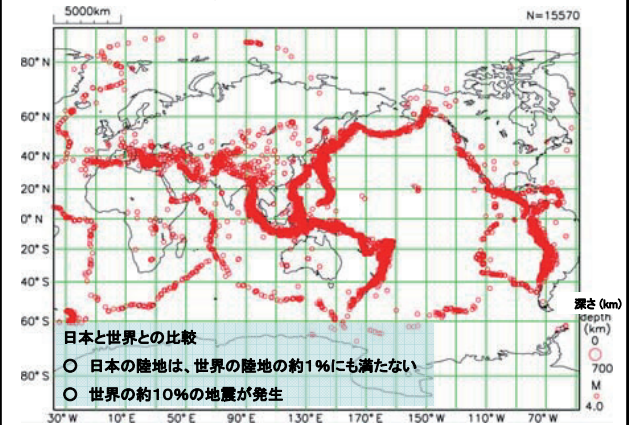 5000km
N=15570
80°N
60°N
40°N
20°N
0°N
20°S
40°S
60°S
80°S
深さ(km)
depth
(km)
0
700
M
4.0
日本と世界との比較
○ 日本の陸地は、世界の陸地の約1%にも満たない
○ 世界の約10%の地震が発生
30°W 10°E 50°E 90°E 130°E 170°E 150°W 110°W 70°W